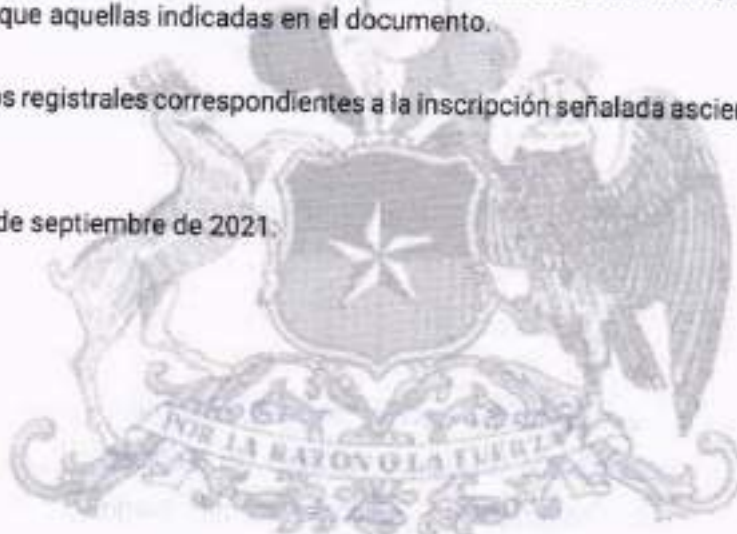 que aquellas indicadas en el documento.
s registrales correspondientes a la inscripción señalada
de septiembre de 2021.
POR LA RAZON O LA FUERZA